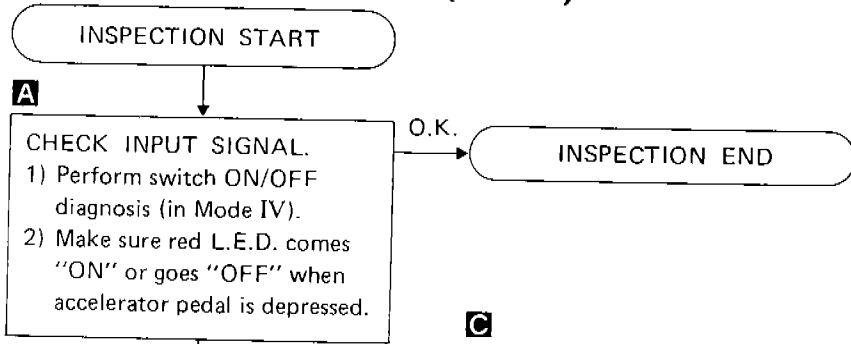 INSPECTION START
A
CHECK INPUT SIGNAL.
1) Perform switch ON/OFF
diagnosis (in Mode IV).
2) Make sure red L.E.D. comes
"ON" or goes "OFF" when
accelerator pedal is depressed.
O.K.
INSPECTION END
C